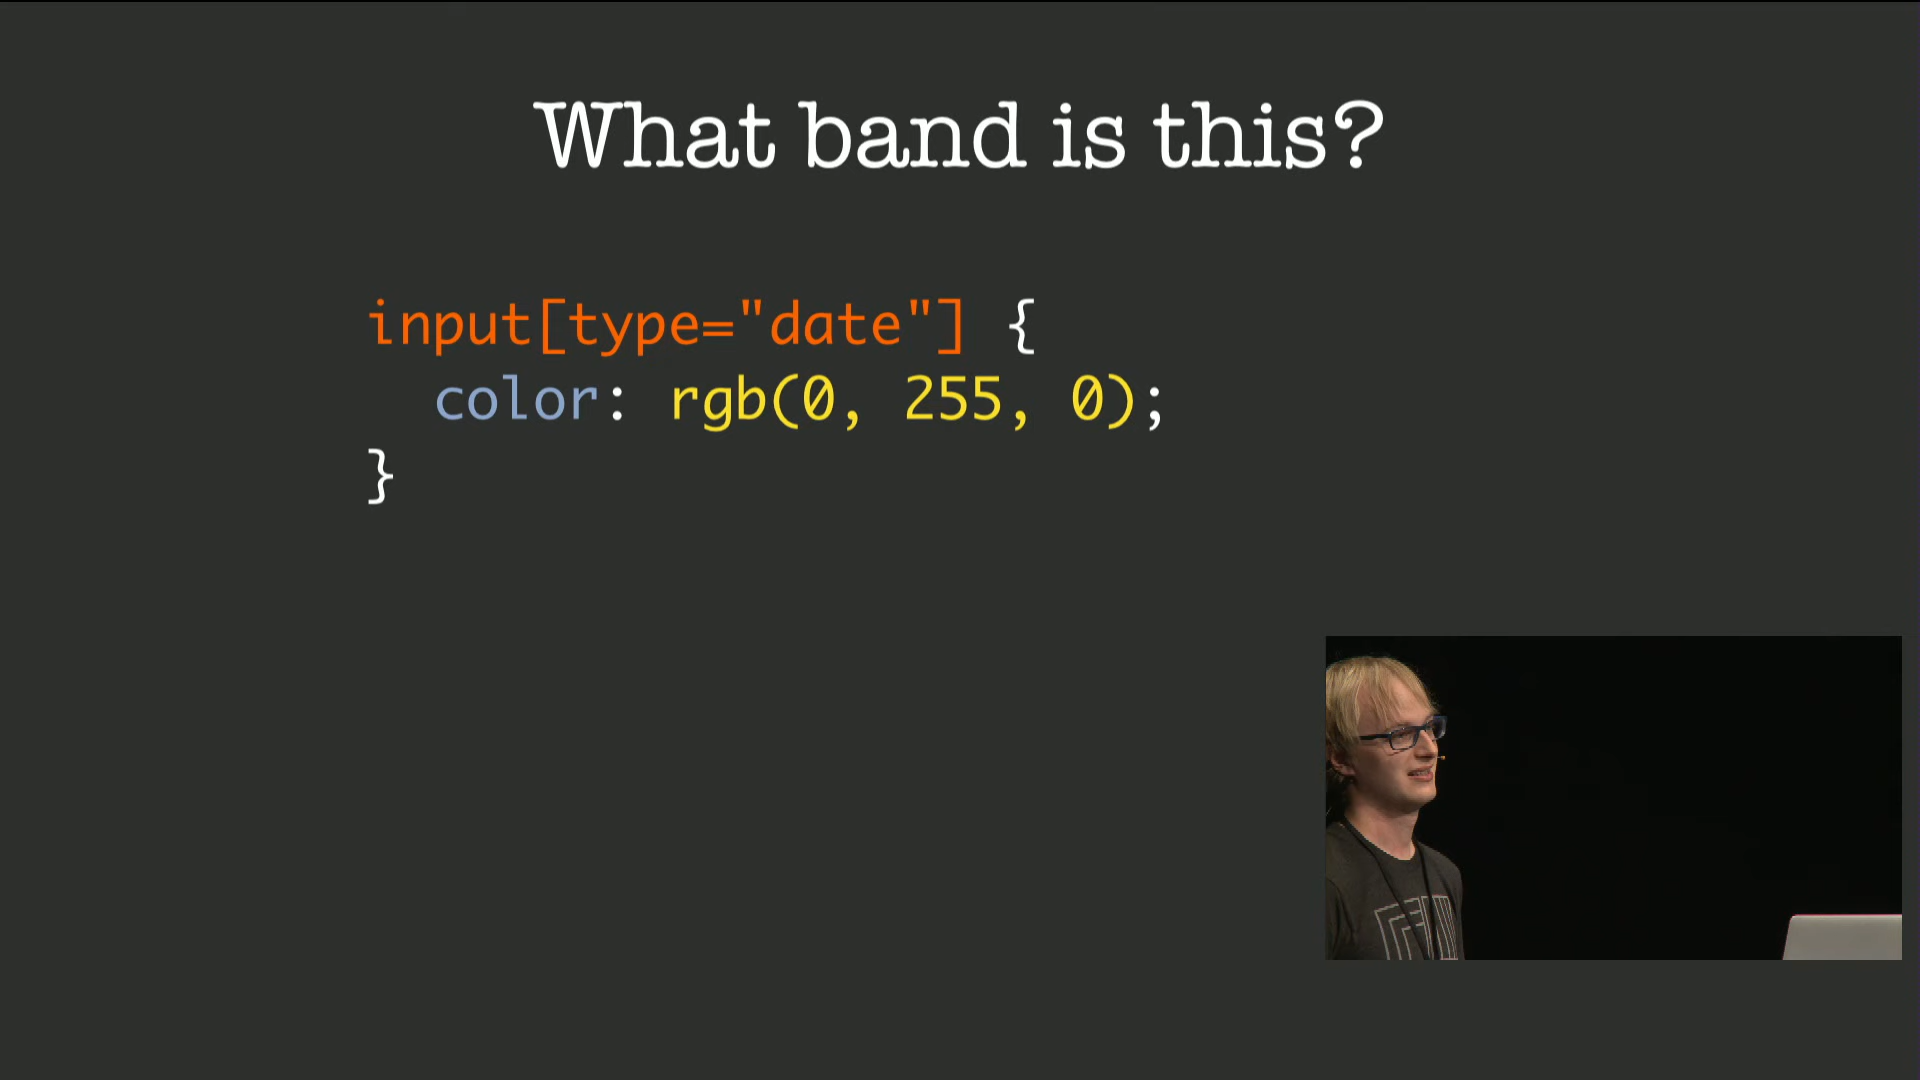 What band is this?
input[type="date"] {
  color: rgb(0, 255, 0);
}